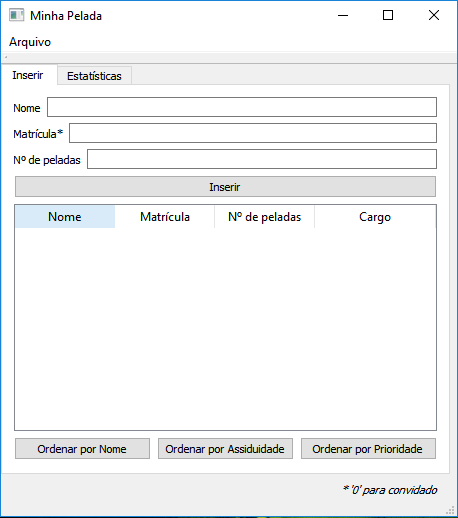 Minha Pelada
Arquivo
Inserir Estatísticas
Nome
Matrícula*
Nº de peladas
Inserir
Nome Matrícula Nº de peladas Cargo
Ordenar por Nome Ordenar por Assiduidade Ordenar por Prioridade
* '0' para convidado